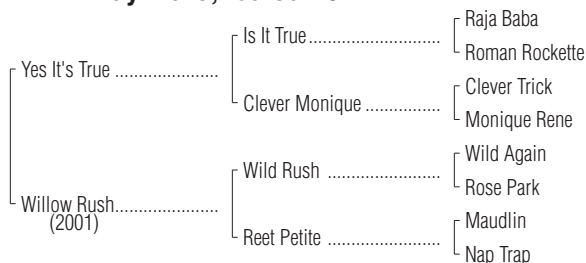 Raja Baba
Is It True
Roman Rockette
Yes It's True
Clever Trick
Clever Monique
Monique Rene
Wild Again
Wild Rush
Rose Park
Willow Rush
(2001)
Maudlin
Reet Petite
Nap Trap